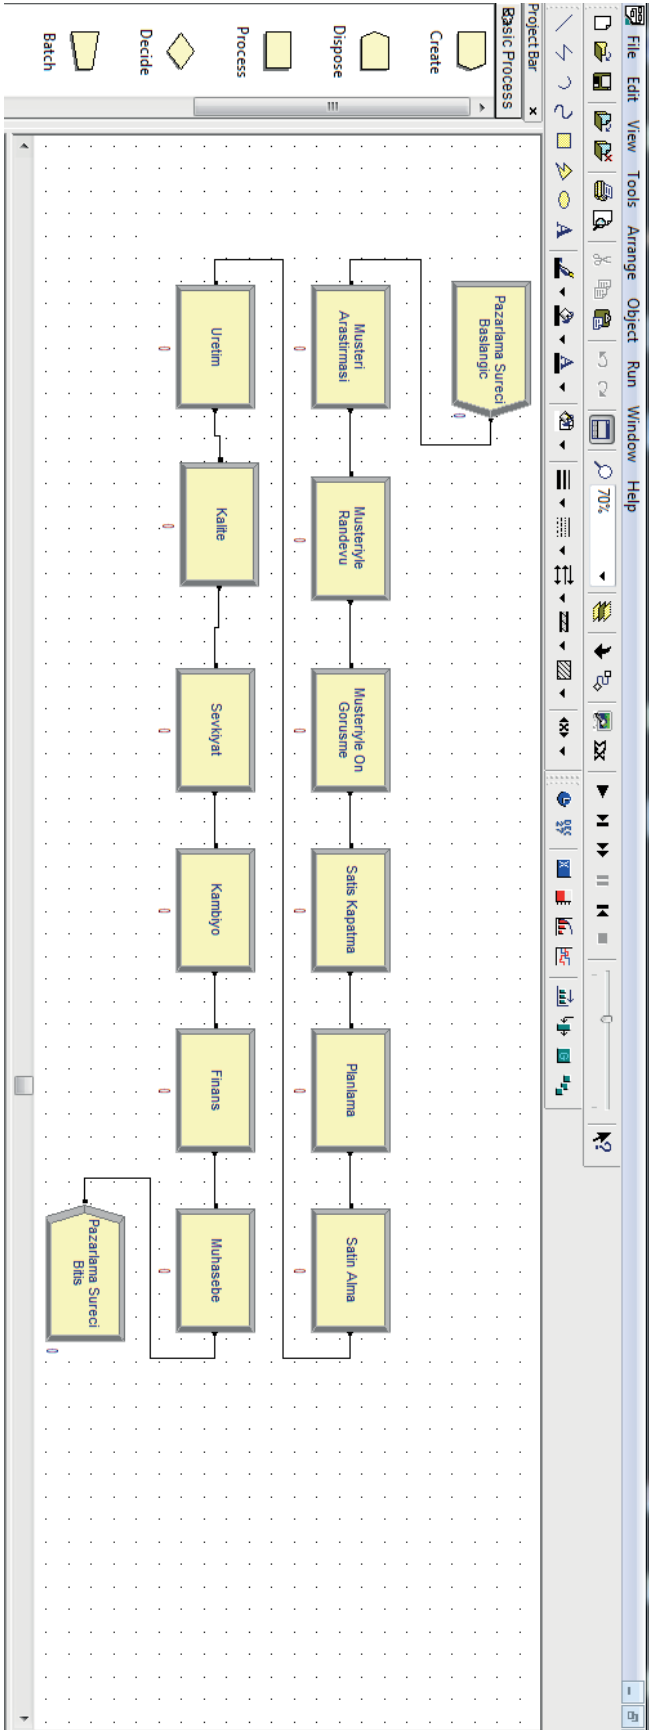 File Edit View Tools Arrange Object Run Window Help
70%
Project Bar
Basic Process
Create
Dispose
Process
Decide
Batch
Pazarlama Sureci
Baslangic
0
Musteri
Arastirmasi
0
Musteriyle
Randevu
0
Musteriyle On
Gorusme
0
Satis Kapatma
0
Planlama
0
Satin Alma
0
Uretim
0
Kalite
0
Sevkiyat
0
Kambiyo
0
Finans
0
Muhasebe
0
Pazarlama Sureci
Bitis
0